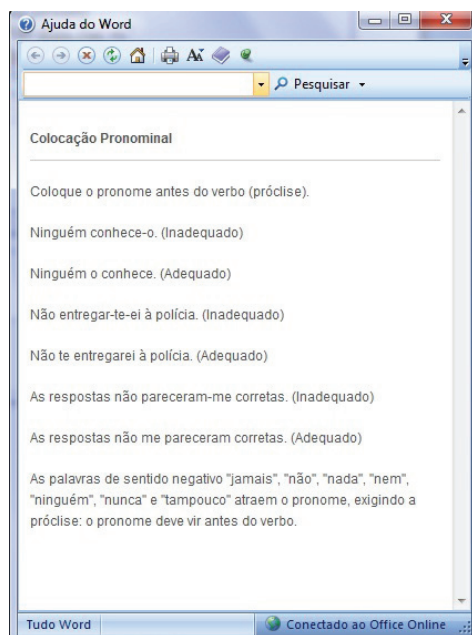 Ajuda do Word
Pesquisar
Colocação Pronominal
Coloque o pronome antes do verbo (próclise).
Ninguém conhece-o. (Inadequado)
Ninguém o conhece. (Adequado)
Não entregar-te-ei à polícia. (Inadequado)
Não te entregarei à polícia. (Adequado)
As respostas não pareceram-me corretas. (Inadequado)
As respostas não me pareceram corretas. (Adequado)
As palavras de sentido negativo "jamais", "não", "nada", "nem",
"ninguém", "nunca" e "tampouco" atraem o pronome, exigindo a
próclise: o pronome deve vir antes do verbo.
Tudo Word
Conectado ao Office Online